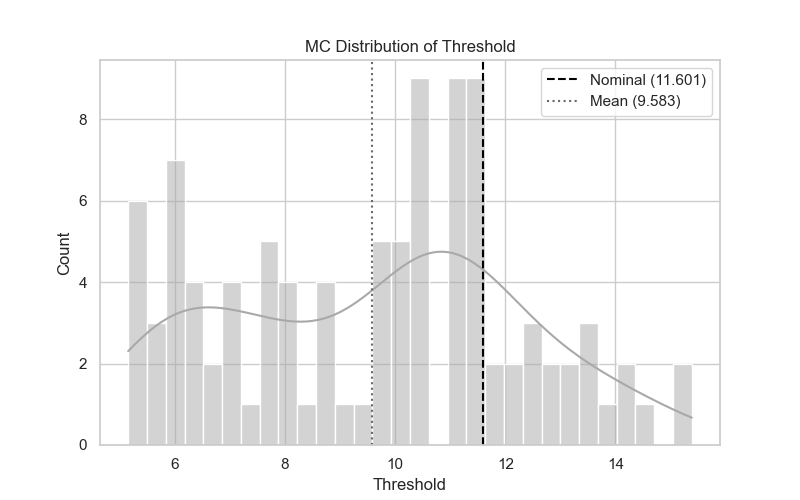 MC Distribution of Threshold
Nominal (11.601)
Mean (9.583)
8
6
4
2
0
Count
6
8
10
12
14
Threshold